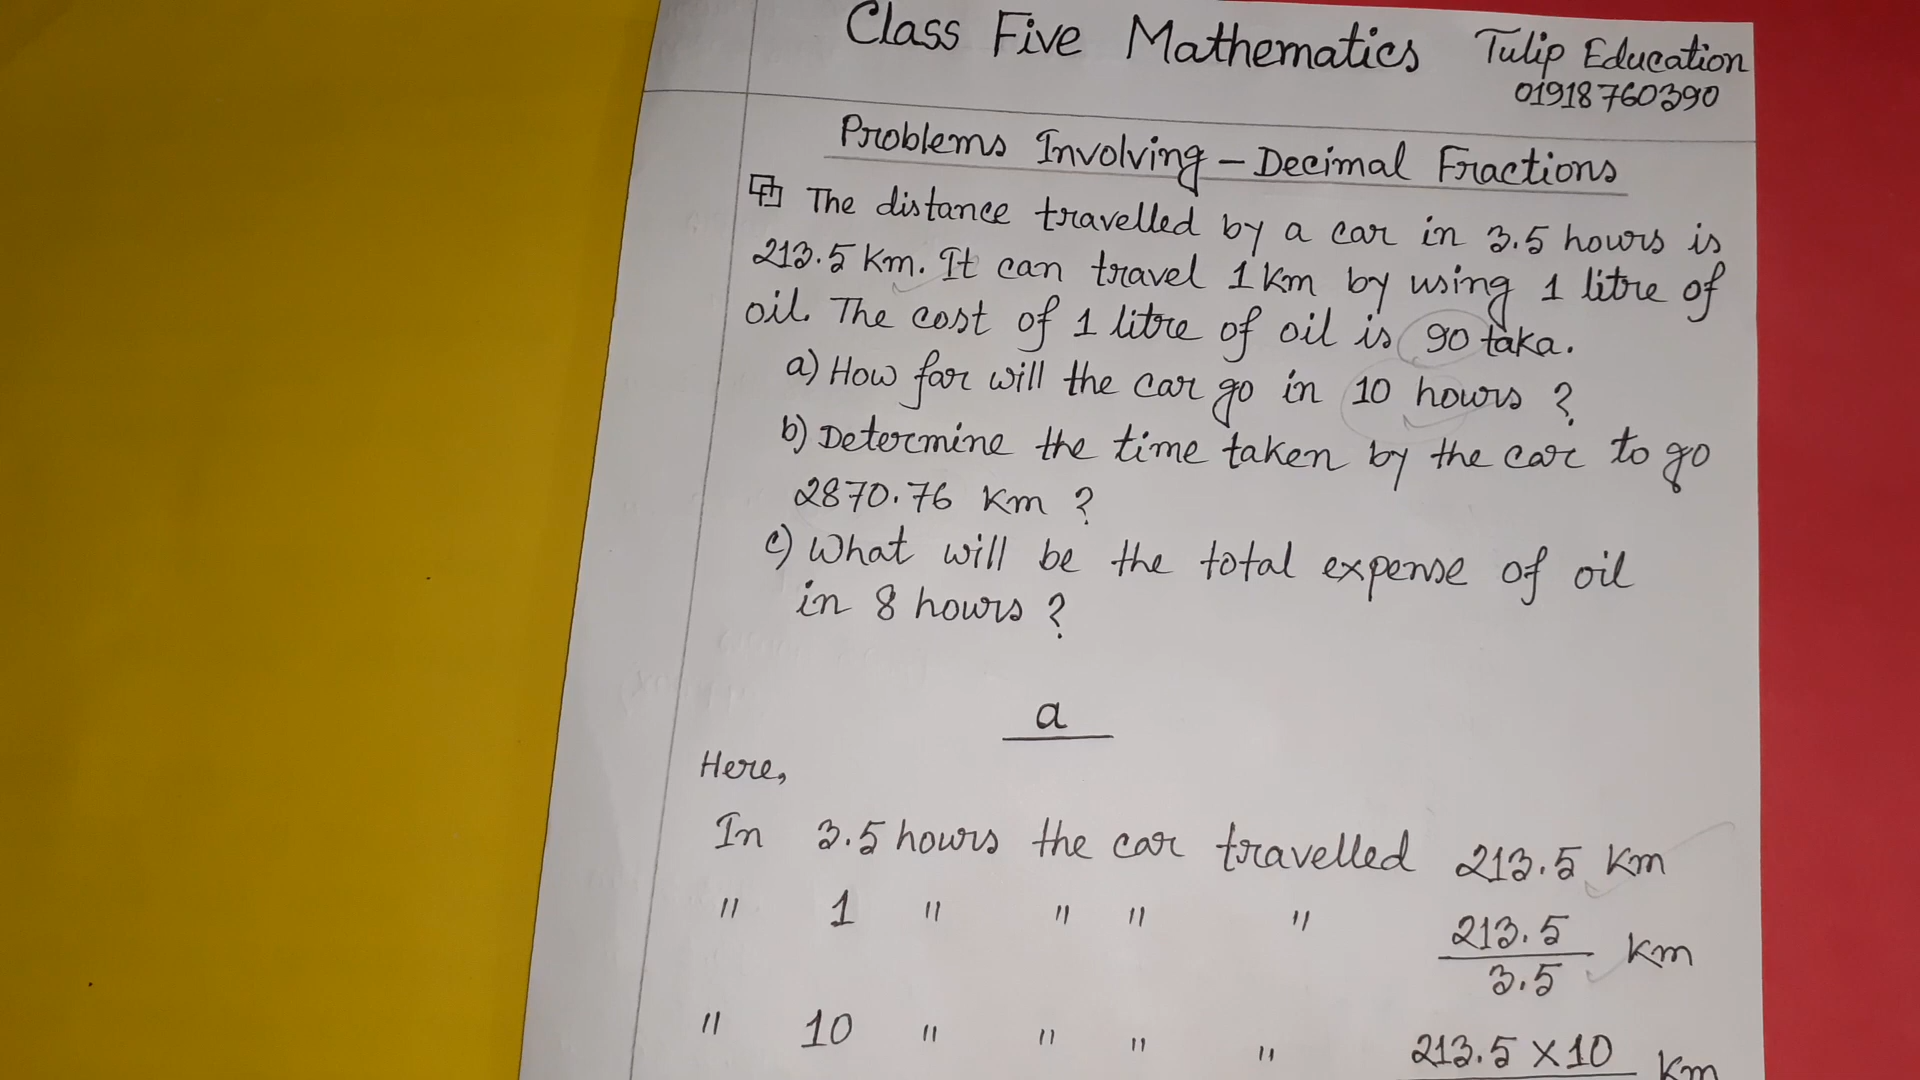 Class Five Mathematics Tulip Education
01918760390
Problems Involving - Decimal Fractions
The distance travelled by a car in 3.5 hours is
213.5 Km. It can travel 1 Km by using 1 litre of
oil. The cost of 1 litre of oil is 90 taka.
a) How far will the car go in 10 hours ?
b) Determine the time taken by the car to go
2870.76 Km ?
c) What will be the total expense of oil
in 8 hours ?
a
Here,
In 3.5 hours the car travelled 213.5 Km
" 1 " " " " 213.5/3.5 Km
" 10 " " " " 213.5 X 10 Km